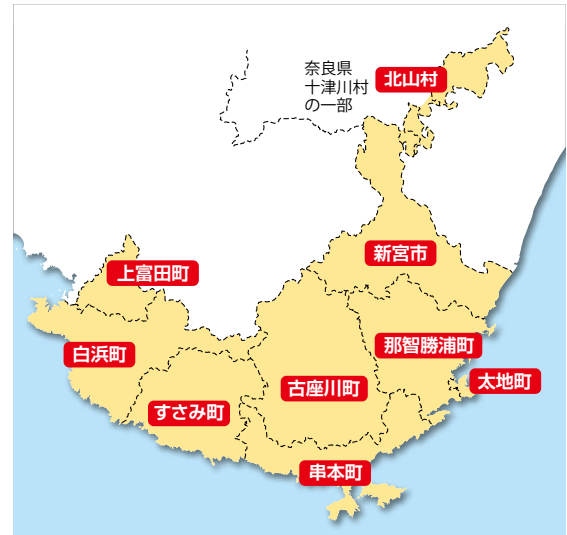 奈良県
十津川村
の一部
北山村
新宮市
上富田町
那智勝浦町
白浜町
太地町
古座川町
すさみ町
串本町